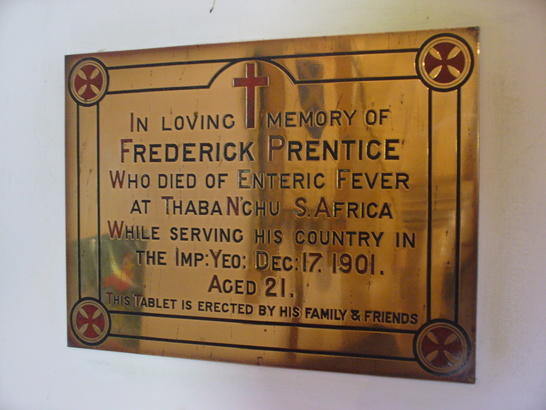 IN LOVING MEMORY OF
FREDERICK PRENTICE
WHO DIED OF ENTERIC FEVER
AT THABA N'CHU S. AFRICA
WHILE SERVING HIS COUNTRY IN
THE IMP: YEO: DEC: 17. 1901.
AGED 21.
THIS TABLET IS ERECTED BY HIS FAMILY & FRIENDS